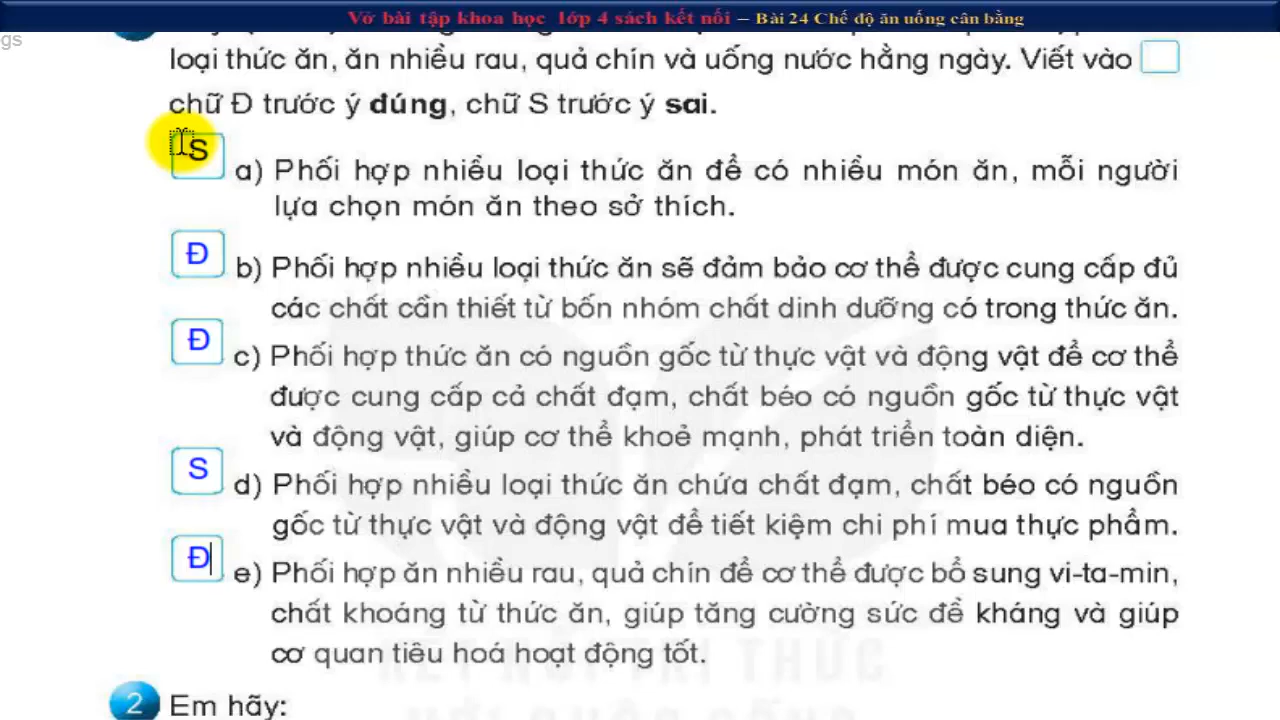 Vở bài tập khoa học lớp 4 sách kết nối – Bài 24 Chế độ ăn uống cân bằng
gs
loại thức ăn, ăn nhiều rau, quả chín và uống nước hằng ngày. Viết vào
chữ Đ trước ý đúng, chữ S trước ý sai.
S a) Phối hợp nhiều loại thức ăn để có nhiều món ăn, mỗi người
lựa chọn món ăn theo sở thích.
Đ b) Phối hợp nhiều loại thức ăn sẽ đảm bảo cơ thể được cung cấp đủ
các chất cần thiết từ bốn nhóm chất dinh dưỡng có trong thức ăn.
Đ c) Phối hợp thức ăn có nguồn gốc từ thực vật và động vật để cơ thể
được cung cấp cả chất đạm, chất béo có nguồn gốc từ thực vật
và động vật, giúp cơ thể khoẻ mạnh, phát triển toàn diện.
S d) Phối hợp nhiều loại thức ăn chứa chất đạm, chất béo có nguồn
gốc từ thực vật và động vật để tiết kiệm chi phí mua thực phẩm.
Đ e) Phối hợp ăn nhiều rau, quả chín để cơ thể được bổ sung vi-ta-min,
chất khoáng từ thức ăn, giúp tăng cường sức đề kháng và giúp
cơ quan tiêu hoá hoạt động tốt.
KẾT NỐI TRI THỨC
VỚI CUỘC SỐNG
2 Em hãy: